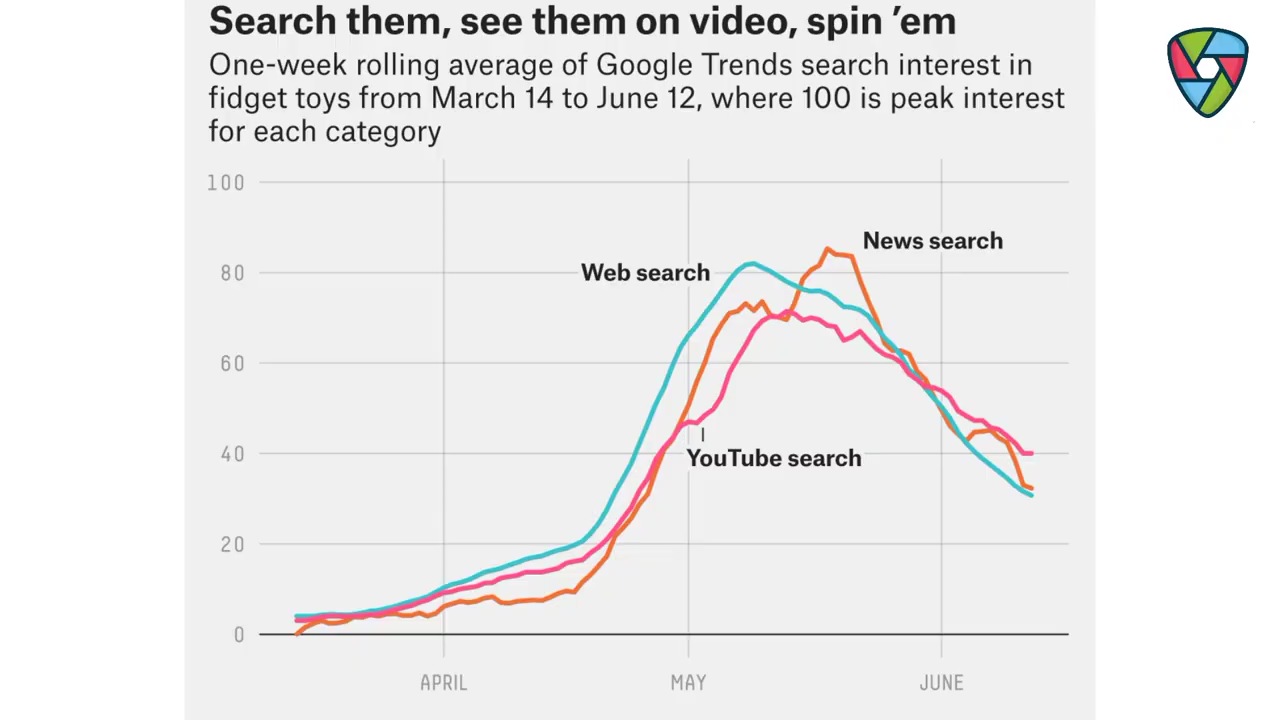 Search them, see them on video, spin ’em
One-week rolling average of Google Trends search interest in
fidget toys from March 14 to June 12, where 100 is peak interest
for each category
100
80
60
40
20
0
News search
Web search
YouTube search
APRIL
MAY
JUNE